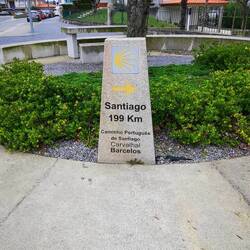 Santiago
199 Km
Caminho Português
de Santiago
Carvalhal
Barcelos